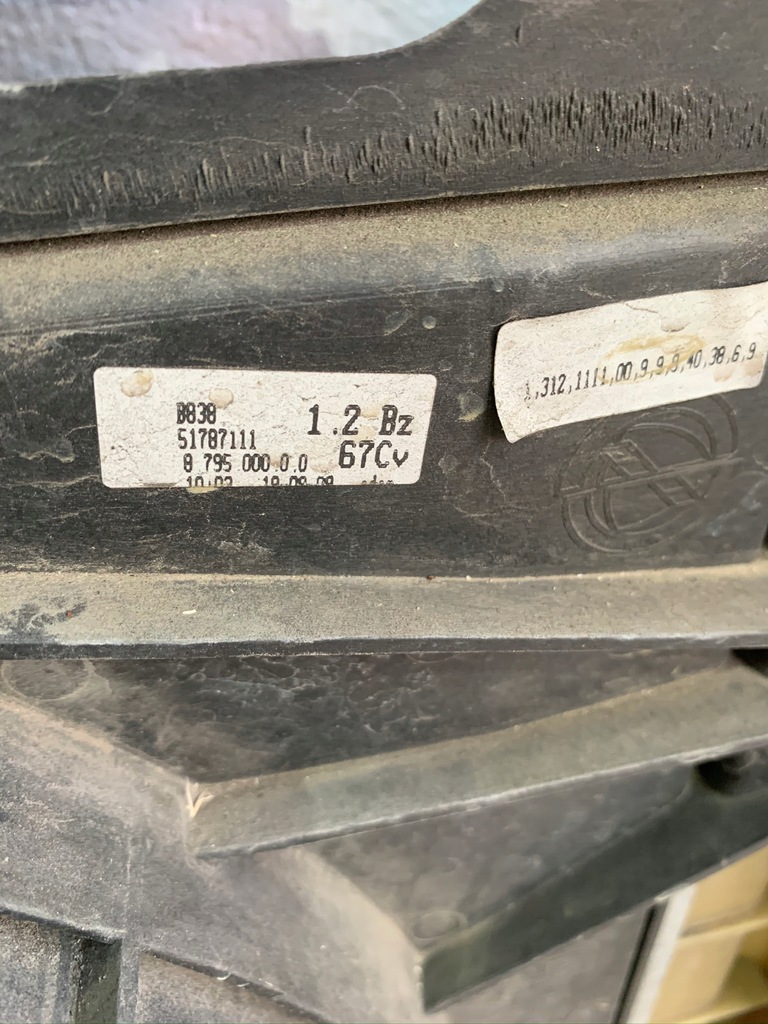 B838
51787111
8 795 000.0.0
1.2 Bz
67Cv
1,312,1111,00,9,9,9,40,38,6,9